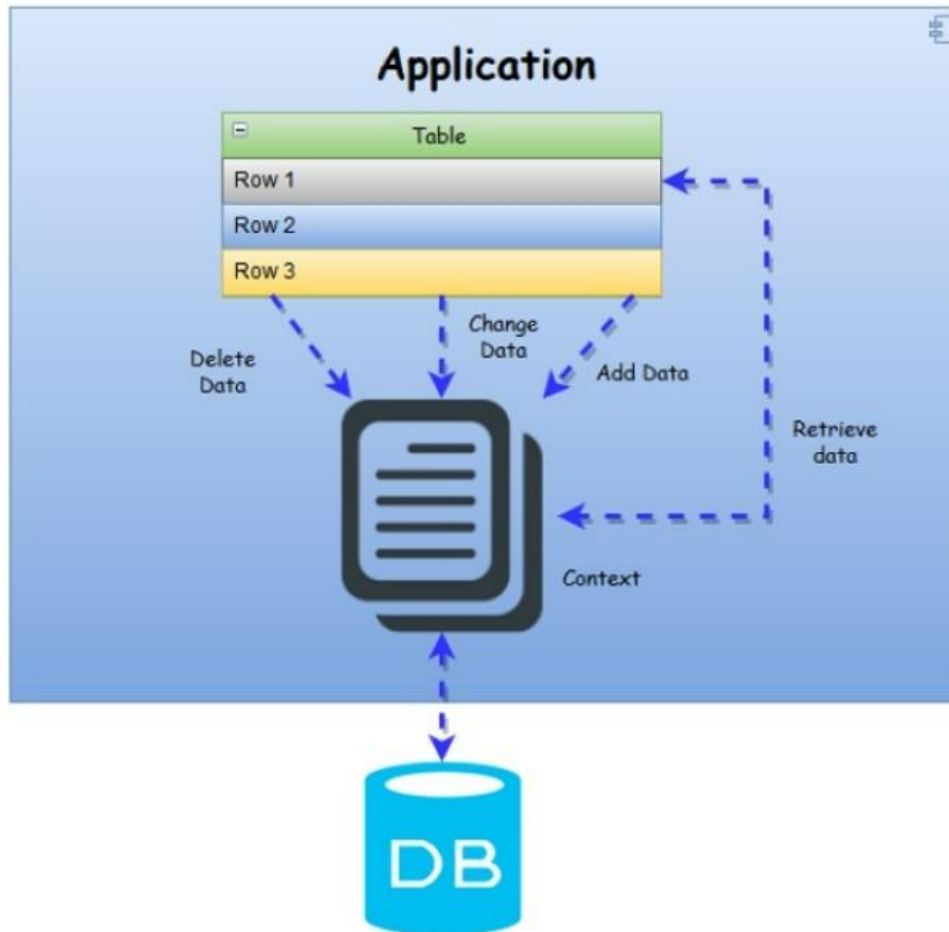 Application
Table
Row 1
Row 2
Row 3
Change
Data
Delete
Data
Add Data
Retrieve
data
Context
DB